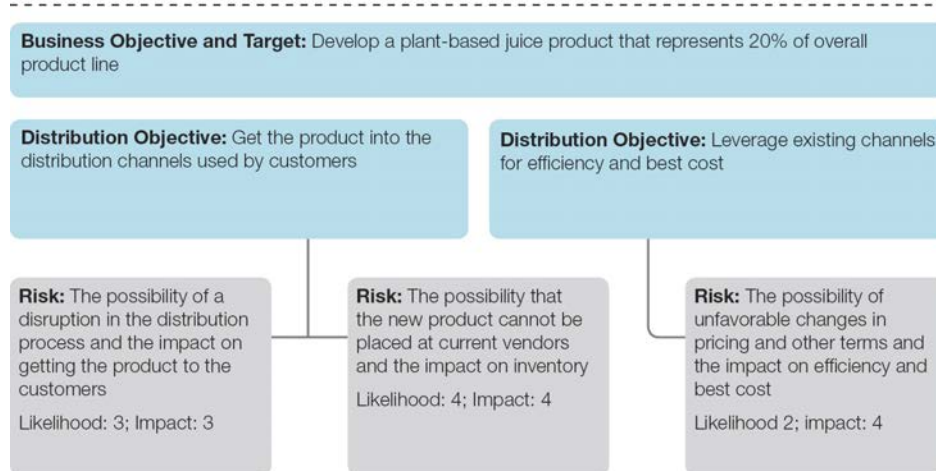 Business Objective and Target: Develop a plant-based juice product that represents 20% of overall
product line
Distribution Objective: Get the product into the
distribution channels used by customers
Distribution Objective: Leverage existing channels
for efficiency and best cost
Risk: The possibility of a
disruption in the distribution
process and the impact on
getting the product to the
customers
Likelihood: 3; Impact: 3
Risk: The possibility that
the new product cannot be
placed at current vendors
and the impact on inventory
Likelihood: 4; Impact: 4
Risk: The possibility of
unfavorable changes in
pricing and other terms and
the impact on efficiency and
best cost
Likelihood 2; impact: 4